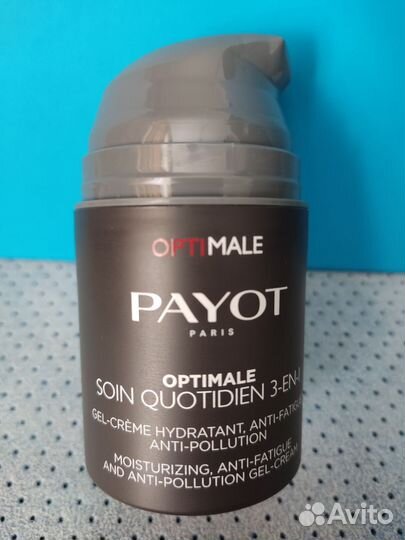 OPTIMALE
PAYOT
PARIS
OPTIMALE
SOIN QUOTIDIEN 3-EN-1
GEL-CRÈME HYDRATANT, ANTI-FATIGUE
ANTI-POLLUTION
MOISTURIZING, ANTI-FATIGUE
AND ANTI-POLLUTION GEL-CREAM
Avito